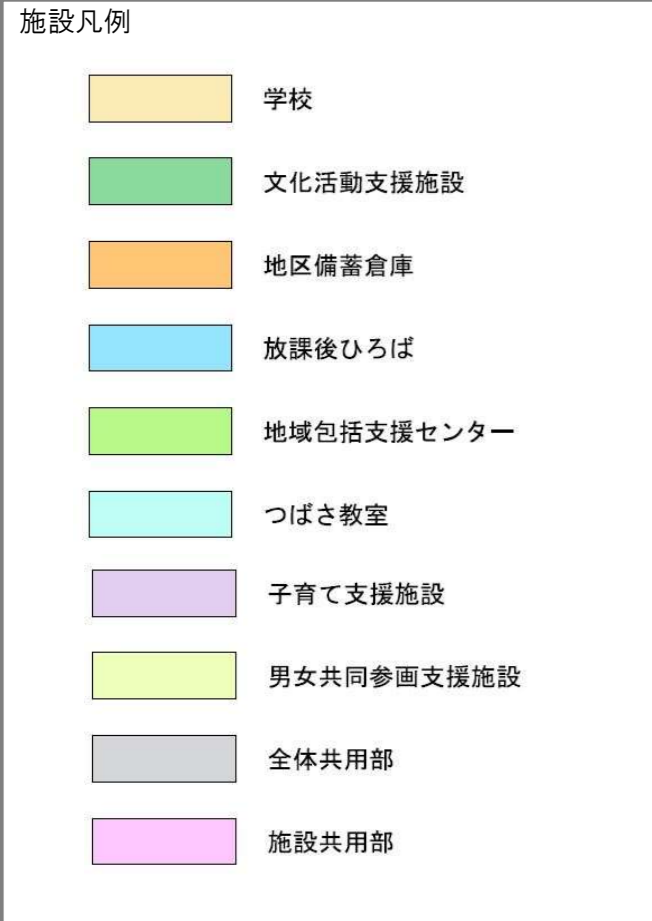 施設凡例
学校
文化活動支援施設
地区備蓄倉庫
放課後ひろば
地域包括支援センター
つばさ教室
子育て支援施設
男女共同参画支援施設
全体共用部
施設共用部